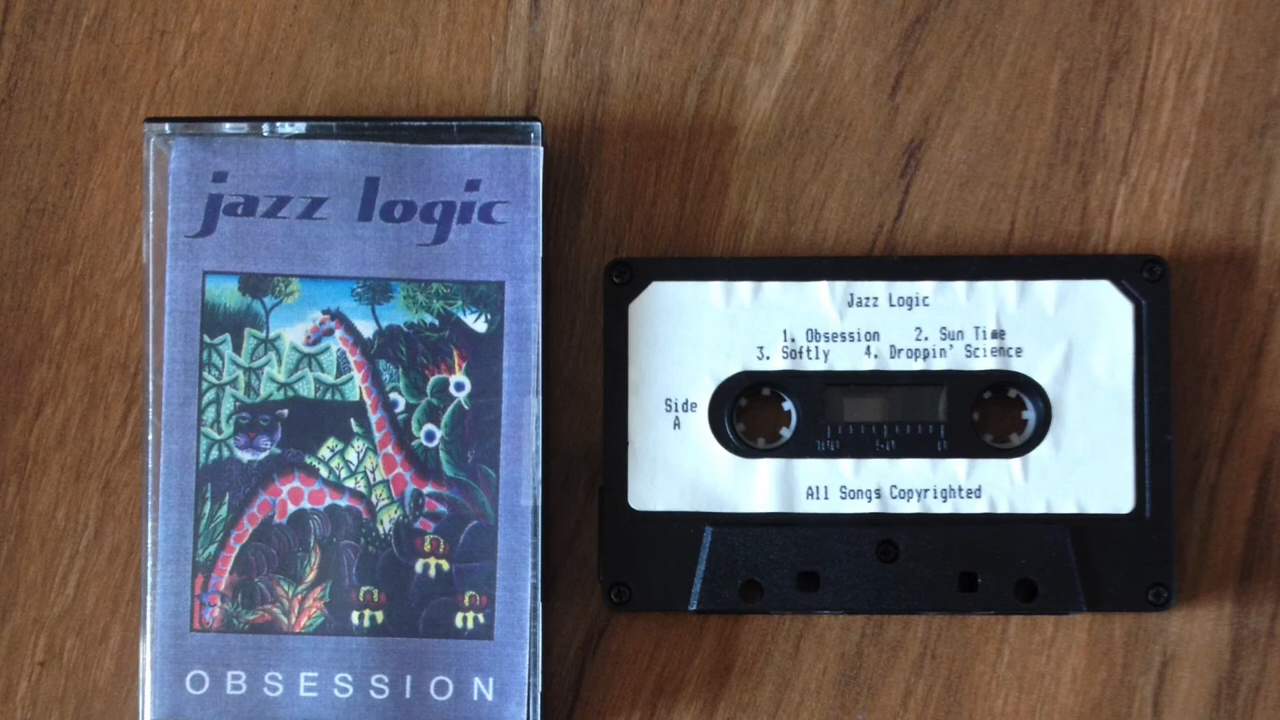 jazz logic
OBSESSION
Jazz Logic
1. Obsession 2. Sun Time
3. Softly 4. Droppin' Science
Side
A
All Songs Copyrighted